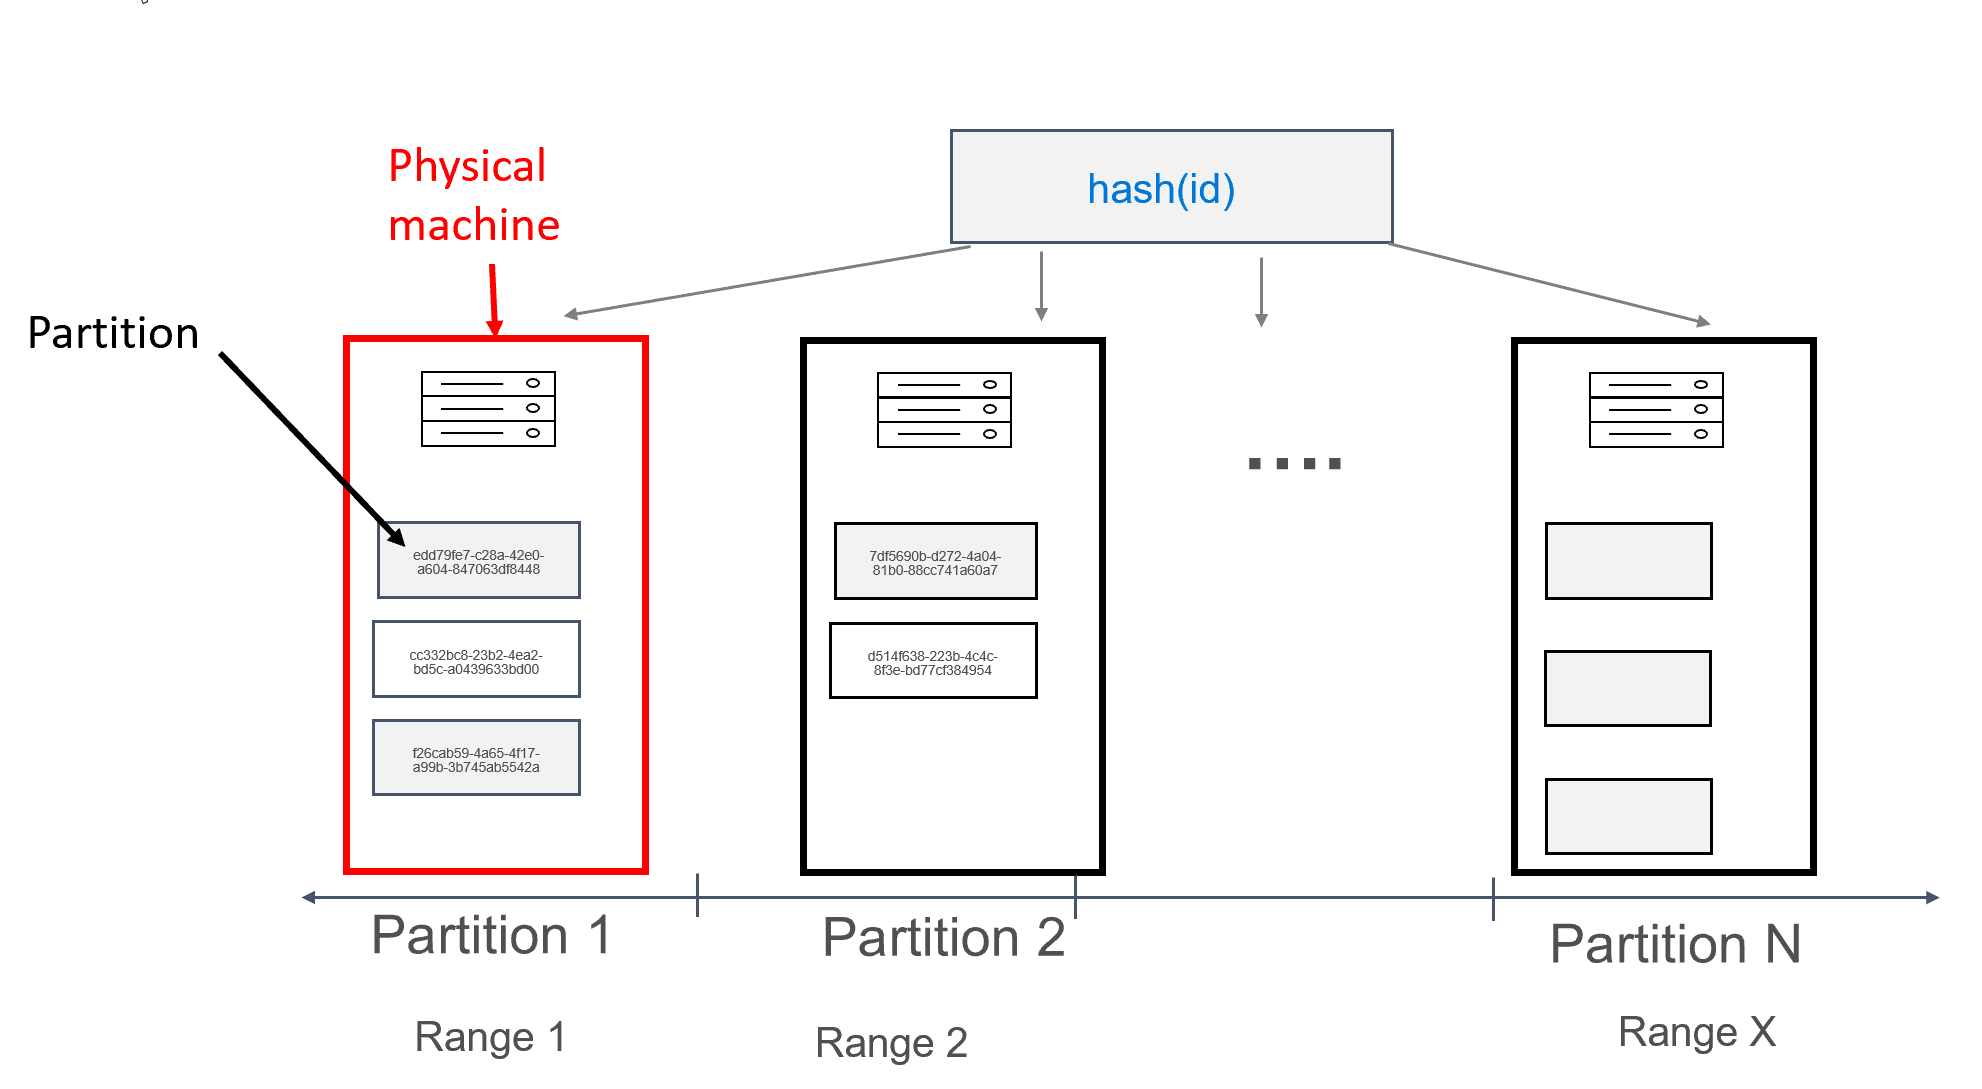 hash(id)
Physical
machine
Partition
edd79fe7-c28a-42e0-
a604-847063df8448
cc332bc8-23b2-4ea2-
bd5c-a0439633bd00
f26cab59-4a65-4f17-
a99b-3b745ab5542a
7df5690b-d272-4a04-
81b0-88cc741a60a7
d514f638-223b-4c4c-
8f3e-bd77cf384954
....
Partition 1
Partition 2
Partition N
Range 1
Range 2
Range X